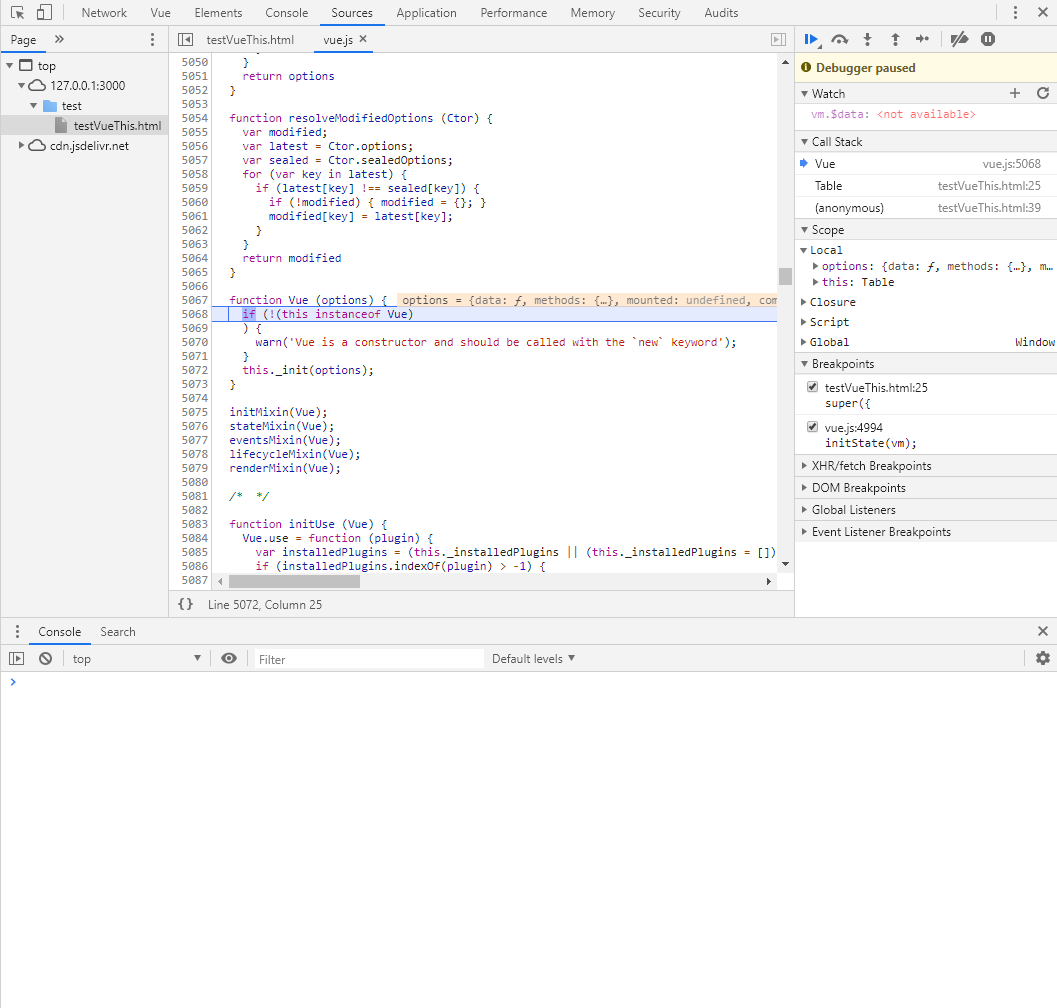 Network Vue Elements Console Sources Application Performance Memory Security Audits
Page »
testVueThis.html vue.js ×
top
127.0.0.1:3000
test
testVueThis.html
cdn.jsdelivr.net
5050 }
5051 return options
5052 }
5053
5054 function resolveModifiedOptions (Ctor) {
5055 var modified;
5056 var latest = Ctor.options;
5057 var sealed = Ctor.sealedOptions;
5058 for (var key in latest) {
5059 if (latest[key] !== sealed[key]) {
5060 if (!modified) { modified = {}; }
5061 modified[key] = latest[key];
5062 }
5063 }
5064 return modified
5065 }
5066
5067 function Vue (options) { options = {data: ƒ, methods: {…}, mounted: undefined, com
5068 if (!(this instanceof Vue)
5069 ) {
5070 warn('Vue is a constructor and should be called with the `new` keyword');
5071 }
5072 this._init(options);
5073 }
5074
5075 initMixin(Vue);
5076 stateMixin(Vue);
5077 eventsMixin(Vue);
5078 lifecycleMixin(Vue);
5079 renderMixin(Vue);
5080
5081 /*  */
5082
5083 function initUse (Vue) {
5084 Vue.use = function (plugin) {
5085 var installedPlugins = (this._installedPlugins || (this._installedPlugins = [])
5086 if (installedPlugins.indexOf(plugin) > -1) {
5087
{} Line 5072, Column 25
Debugger paused
Watch
vm.$data: <not available>
Call Stack
Vue vue.js:5068
Table testVueThis.html:25
(anonymous) testVueThis.html:39
Scope
Local
options: {data: ƒ, methods: {…}, m…
this: Table
Closure
Script
Global Window
Breakpoints
testVueThis.html:25
super({
vue.js:4994
initState(vm);
XHR/fetch Breakpoints
DOM Breakpoints
Global Listeners
Event Listener Breakpoints
Console Search
top Filter Default levels